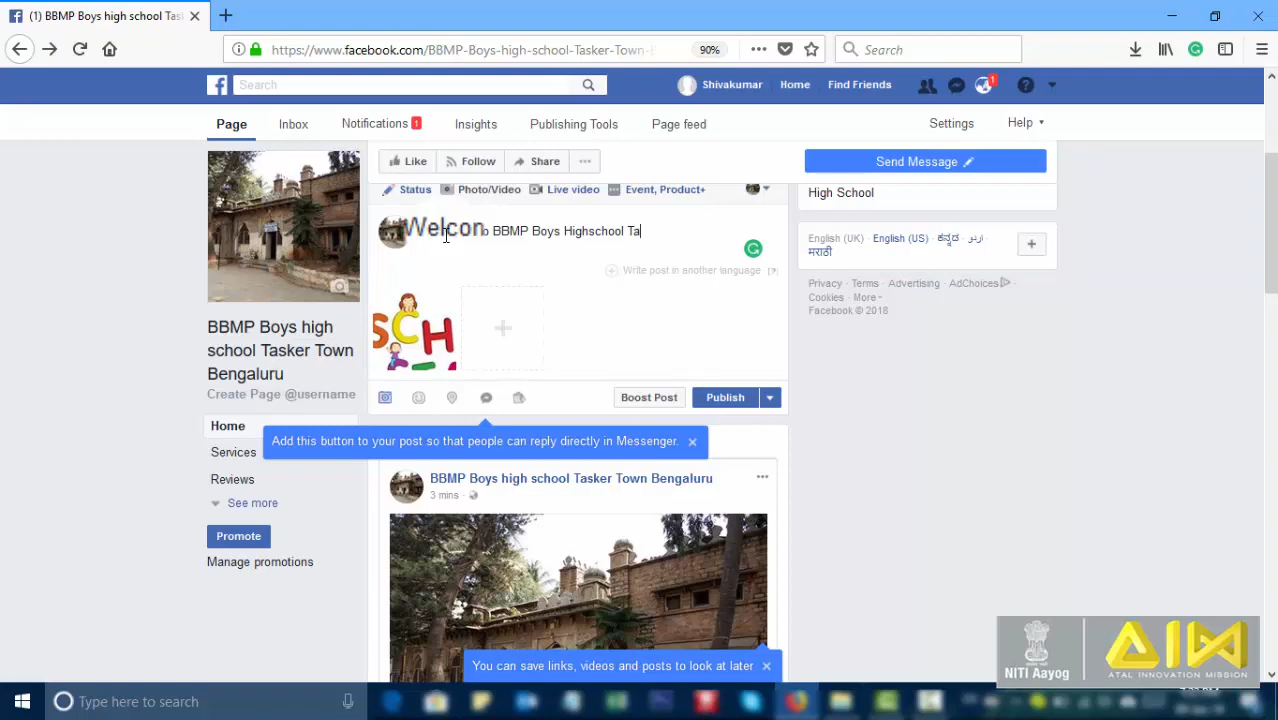 (1) BBMP Boys high school Tas
https://www.facebook.com/BBMP-Boys-high-school-Tasker-Town-
90%
Search
Search
Shivakumar
Home
Find Friends
1
Page
Inbox
Notifications 1
Insights
Publishing Tools
Page feed
Settings
Help
Like
Follow
Share
Send Message
Status
Photo/Video
Live video
Event, Product+
High School
Welcon o BBMP Boys Highschool Ta
English (UK) · English (US) · ಕನ್ನಡ · اردو ·
मराठी
Write post in another language [?]
Privacy · Terms · Advertising · AdChoices ·
Cookies · More
Facebook © 2018
SCH
BBMP Boys high
school Tasker Town
Bengaluru
Create Page @username
Boost Post
Publish
Home
Add this button to your post so that people can reply directly in Messenger.
Services
Reviews
See more
BBMP Boys high school Tasker Town Bengaluru
3 mins ·
Promote
Manage promotions
You can save links, videos and posts to look at later
NITI Aayog
AIM
ATAL INNOVATION MISSION
Type here to search